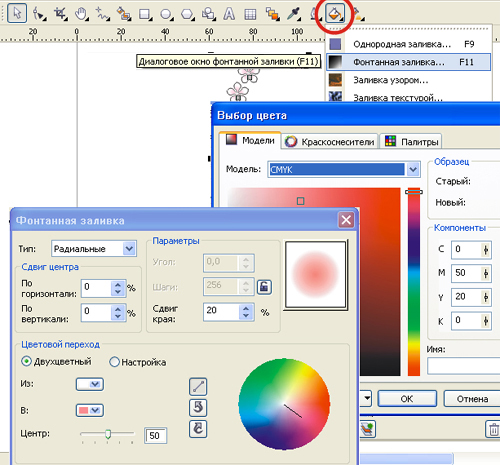 20 0 20 40 60 80 100
Однородная заливка... F9
Диалоговое окно фонтанной заливки (F11)
Фонтанная заливка... F11
Заливка узором...
Заливка текстурой...
Выбор цвета
Модели Краскосмесители Палитры
Модель: CMYK
Образец
Старый:
Новый:
Компоненты
C 0
M 50
Y 20
K 0
Имя:
OK Отмена
Фонтанная заливка
Тип: Радиальные
Параметры
Угол: 0,0
Шаги: 256
Сдвиг края: 20 %
Сдвиг центра
По горизонтали: 0 %
По вертикали: 0 %
Цветовой переход
Двухцветный Настройка
Из:
В:
Центр: 50